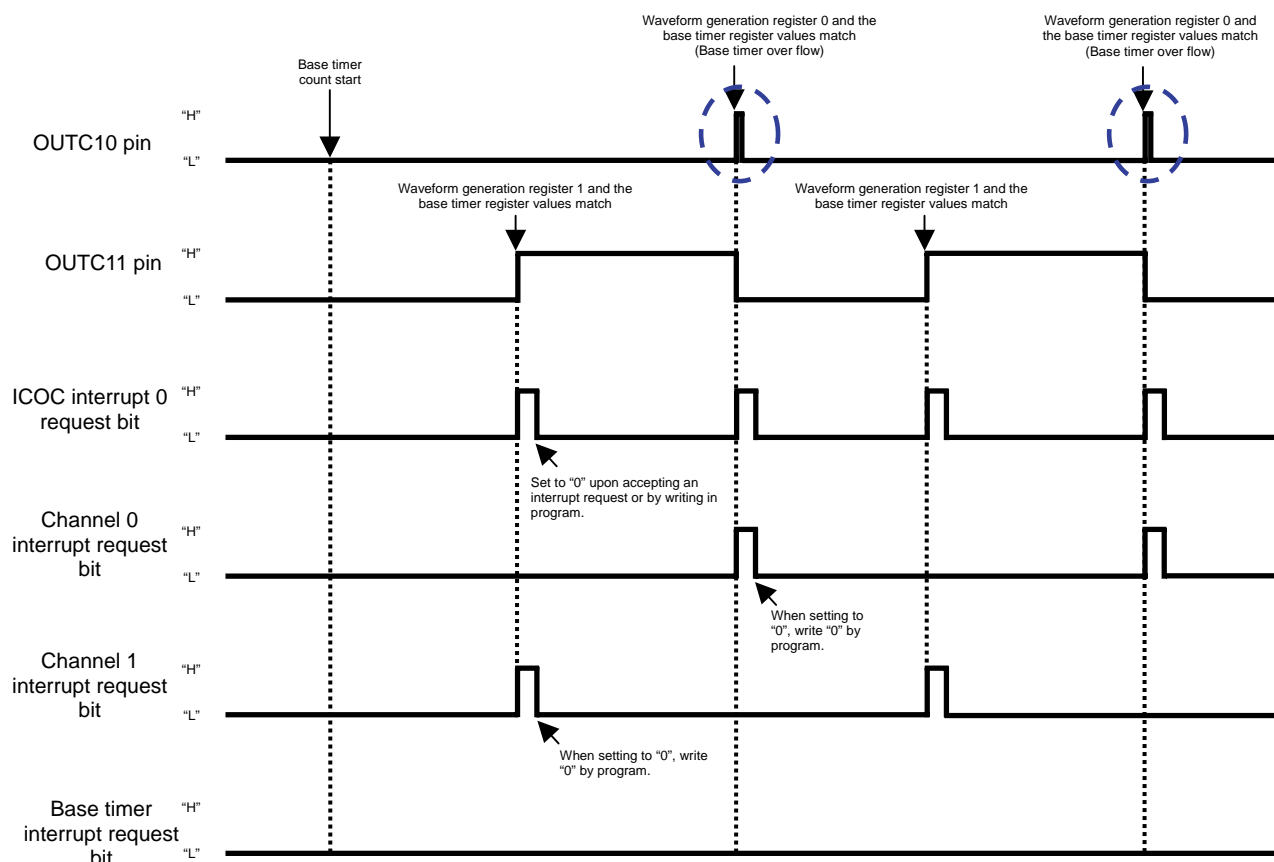 Waveform generation register 0 and the
base timer register values match
(Base timer over flow)
Waveform generation register 0 and
the base timer register values match
(Base timer over flow)
Base timer
count start
OUTC10 pin
“H”
“L”
Waveform generation register 1 and the
base timer register values match
Waveform generation register 1 and the
base timer register values match
OUTC11 pin
“H”
“L”
ICOC interrupt 0
request bit
“H”
“L”
Set to “0” upon accepting an
interrupt request or by writing in
program.
Channel 0
interrupt request
bit
“H”
“L”
When setting to
“0”, write “0” by
program.
Channel 1
interrupt request
bit
“H”
“L”
When setting to “0”, write
“0” by program.
Base timer
interrupt request
bit
“H”
“L”